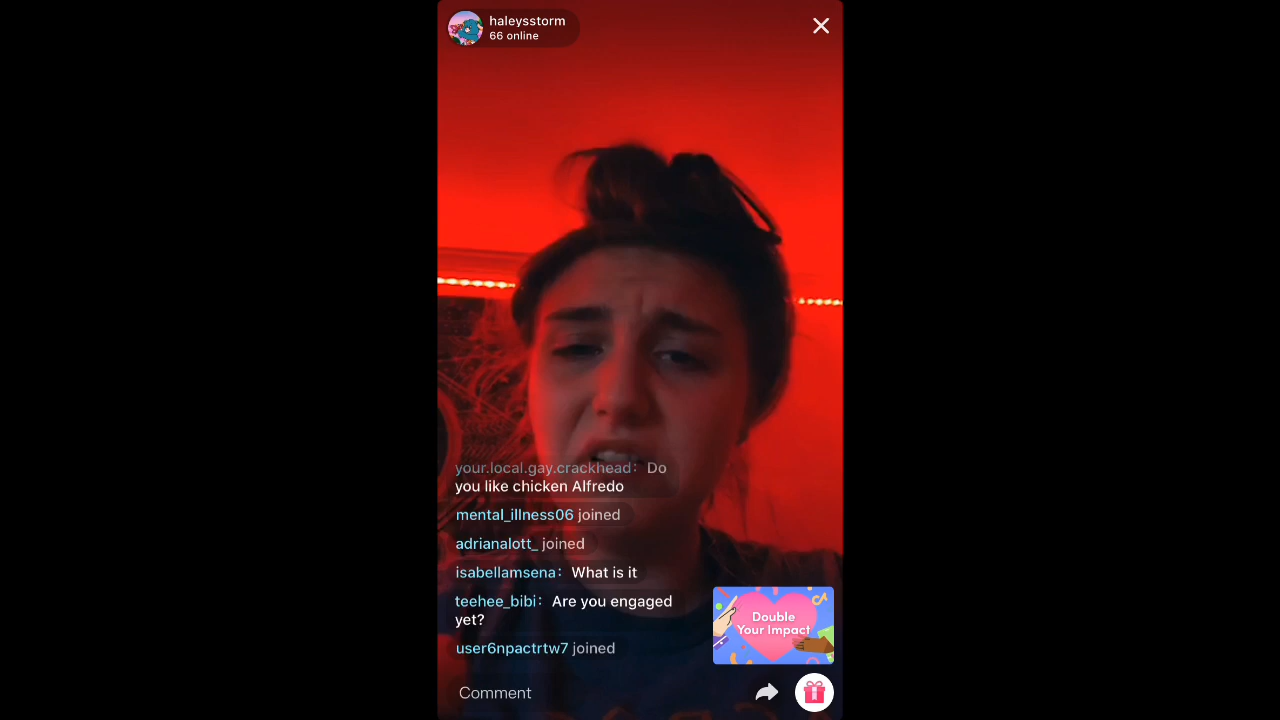 haleysstorm
66 online
your.local.gay.crackhead: Do
you like chicken Alfredo
mental_illness06 joined
adrianalott_ joined
isabellamsena: What is it
teehee_bibi: Are you engaged
yet?
user6npactrtw7 joined
Double
Your Impact
Comment